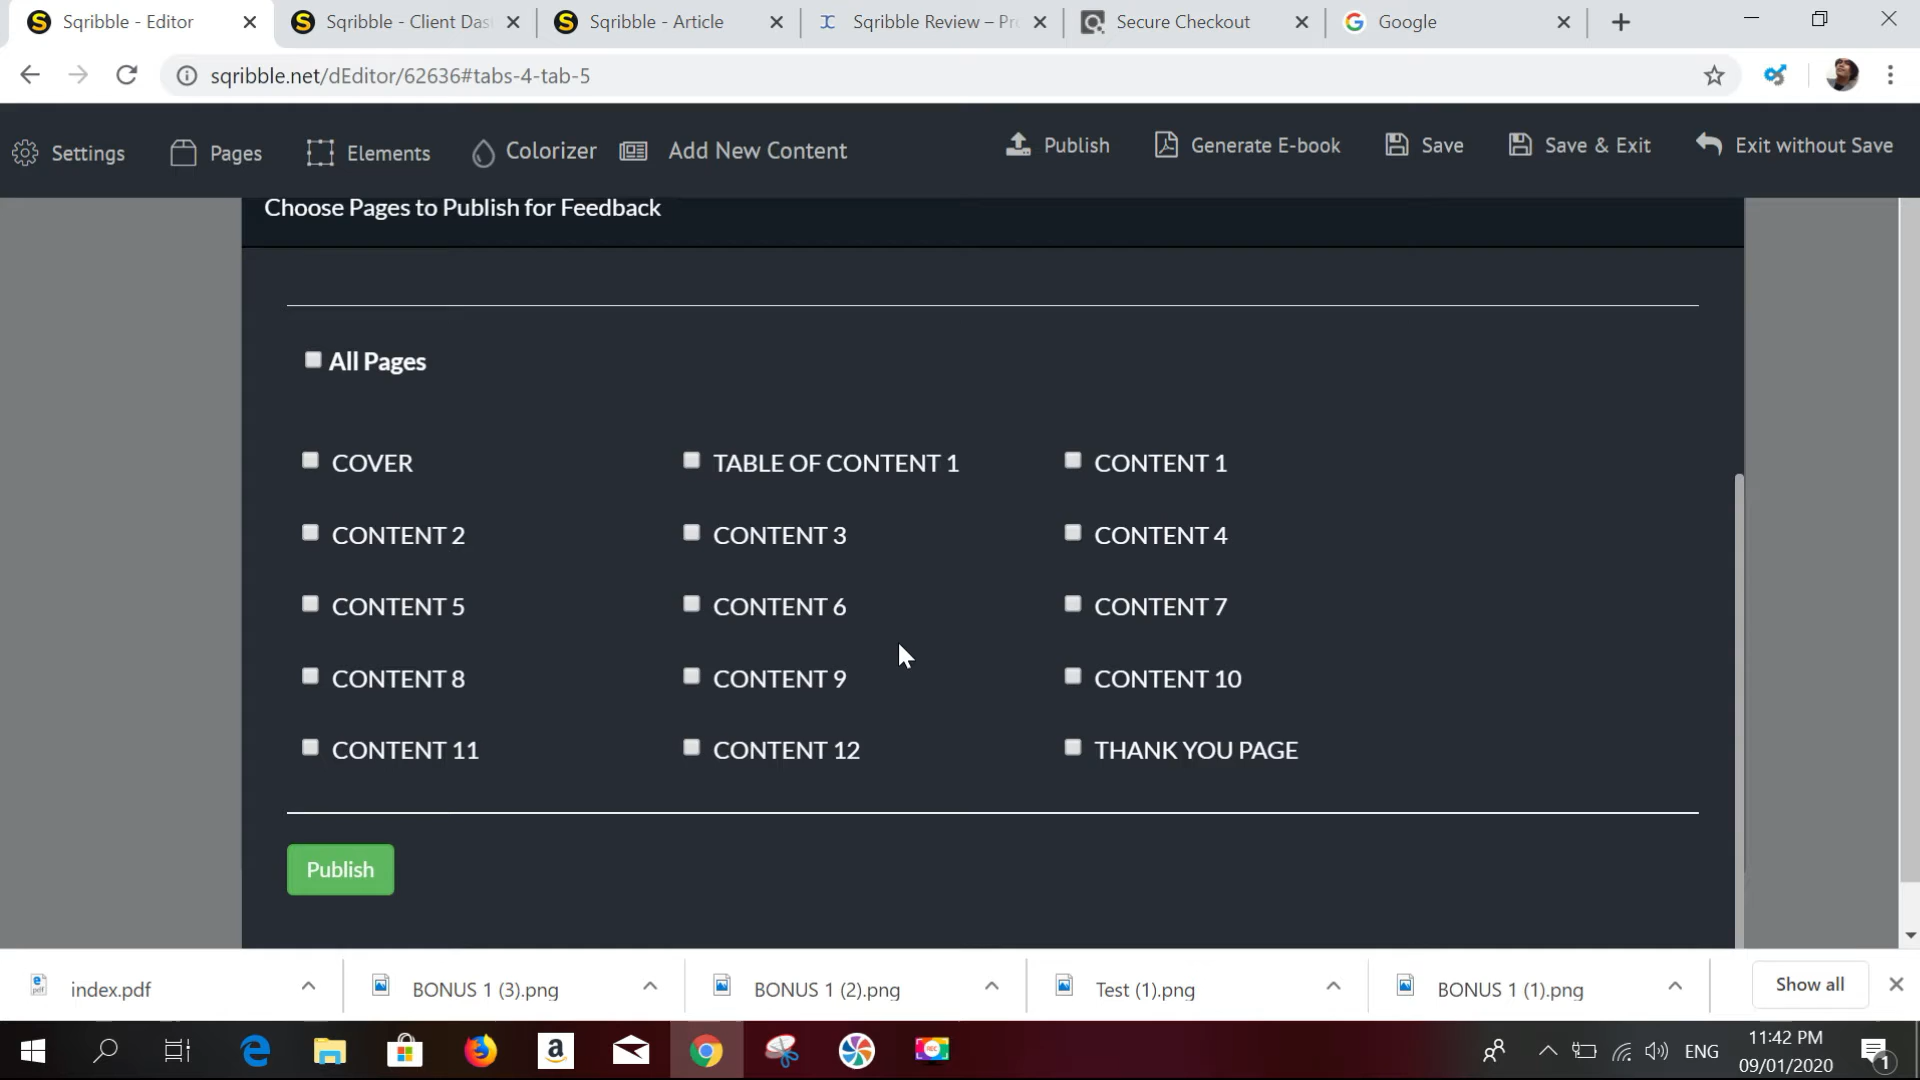 Sqribble - Editor
Sqribble - Client Das
Sqribble - Article
Sqribble Review – Pr
Secure Checkout
Google
sqribble.net/dEditor/62636#tabs-4-tab-5
Settings
Pages
Elements
Colorizer
Add New Content
Publish
Generate E-book
Save
Save & Exit
Exit without Save
Choose Pages to Publish for Feedback
All Pages
COVER
TABLE OF CONTENT 1
CONTENT 1
CONTENT 2
CONTENT 3
CONTENT 4
CONTENT 5
CONTENT 6
CONTENT 7
CONTENT 8
CONTENT 9
CONTENT 10
CONTENT 11
CONTENT 12
THANK YOU PAGE
Publish
index.pdf
BONUS 1 (3).png
BONUS 1 (2).png
Test (1).png
BONUS 1 (1).png
Show all
ENG
11:42 PM
09/01/2020
1